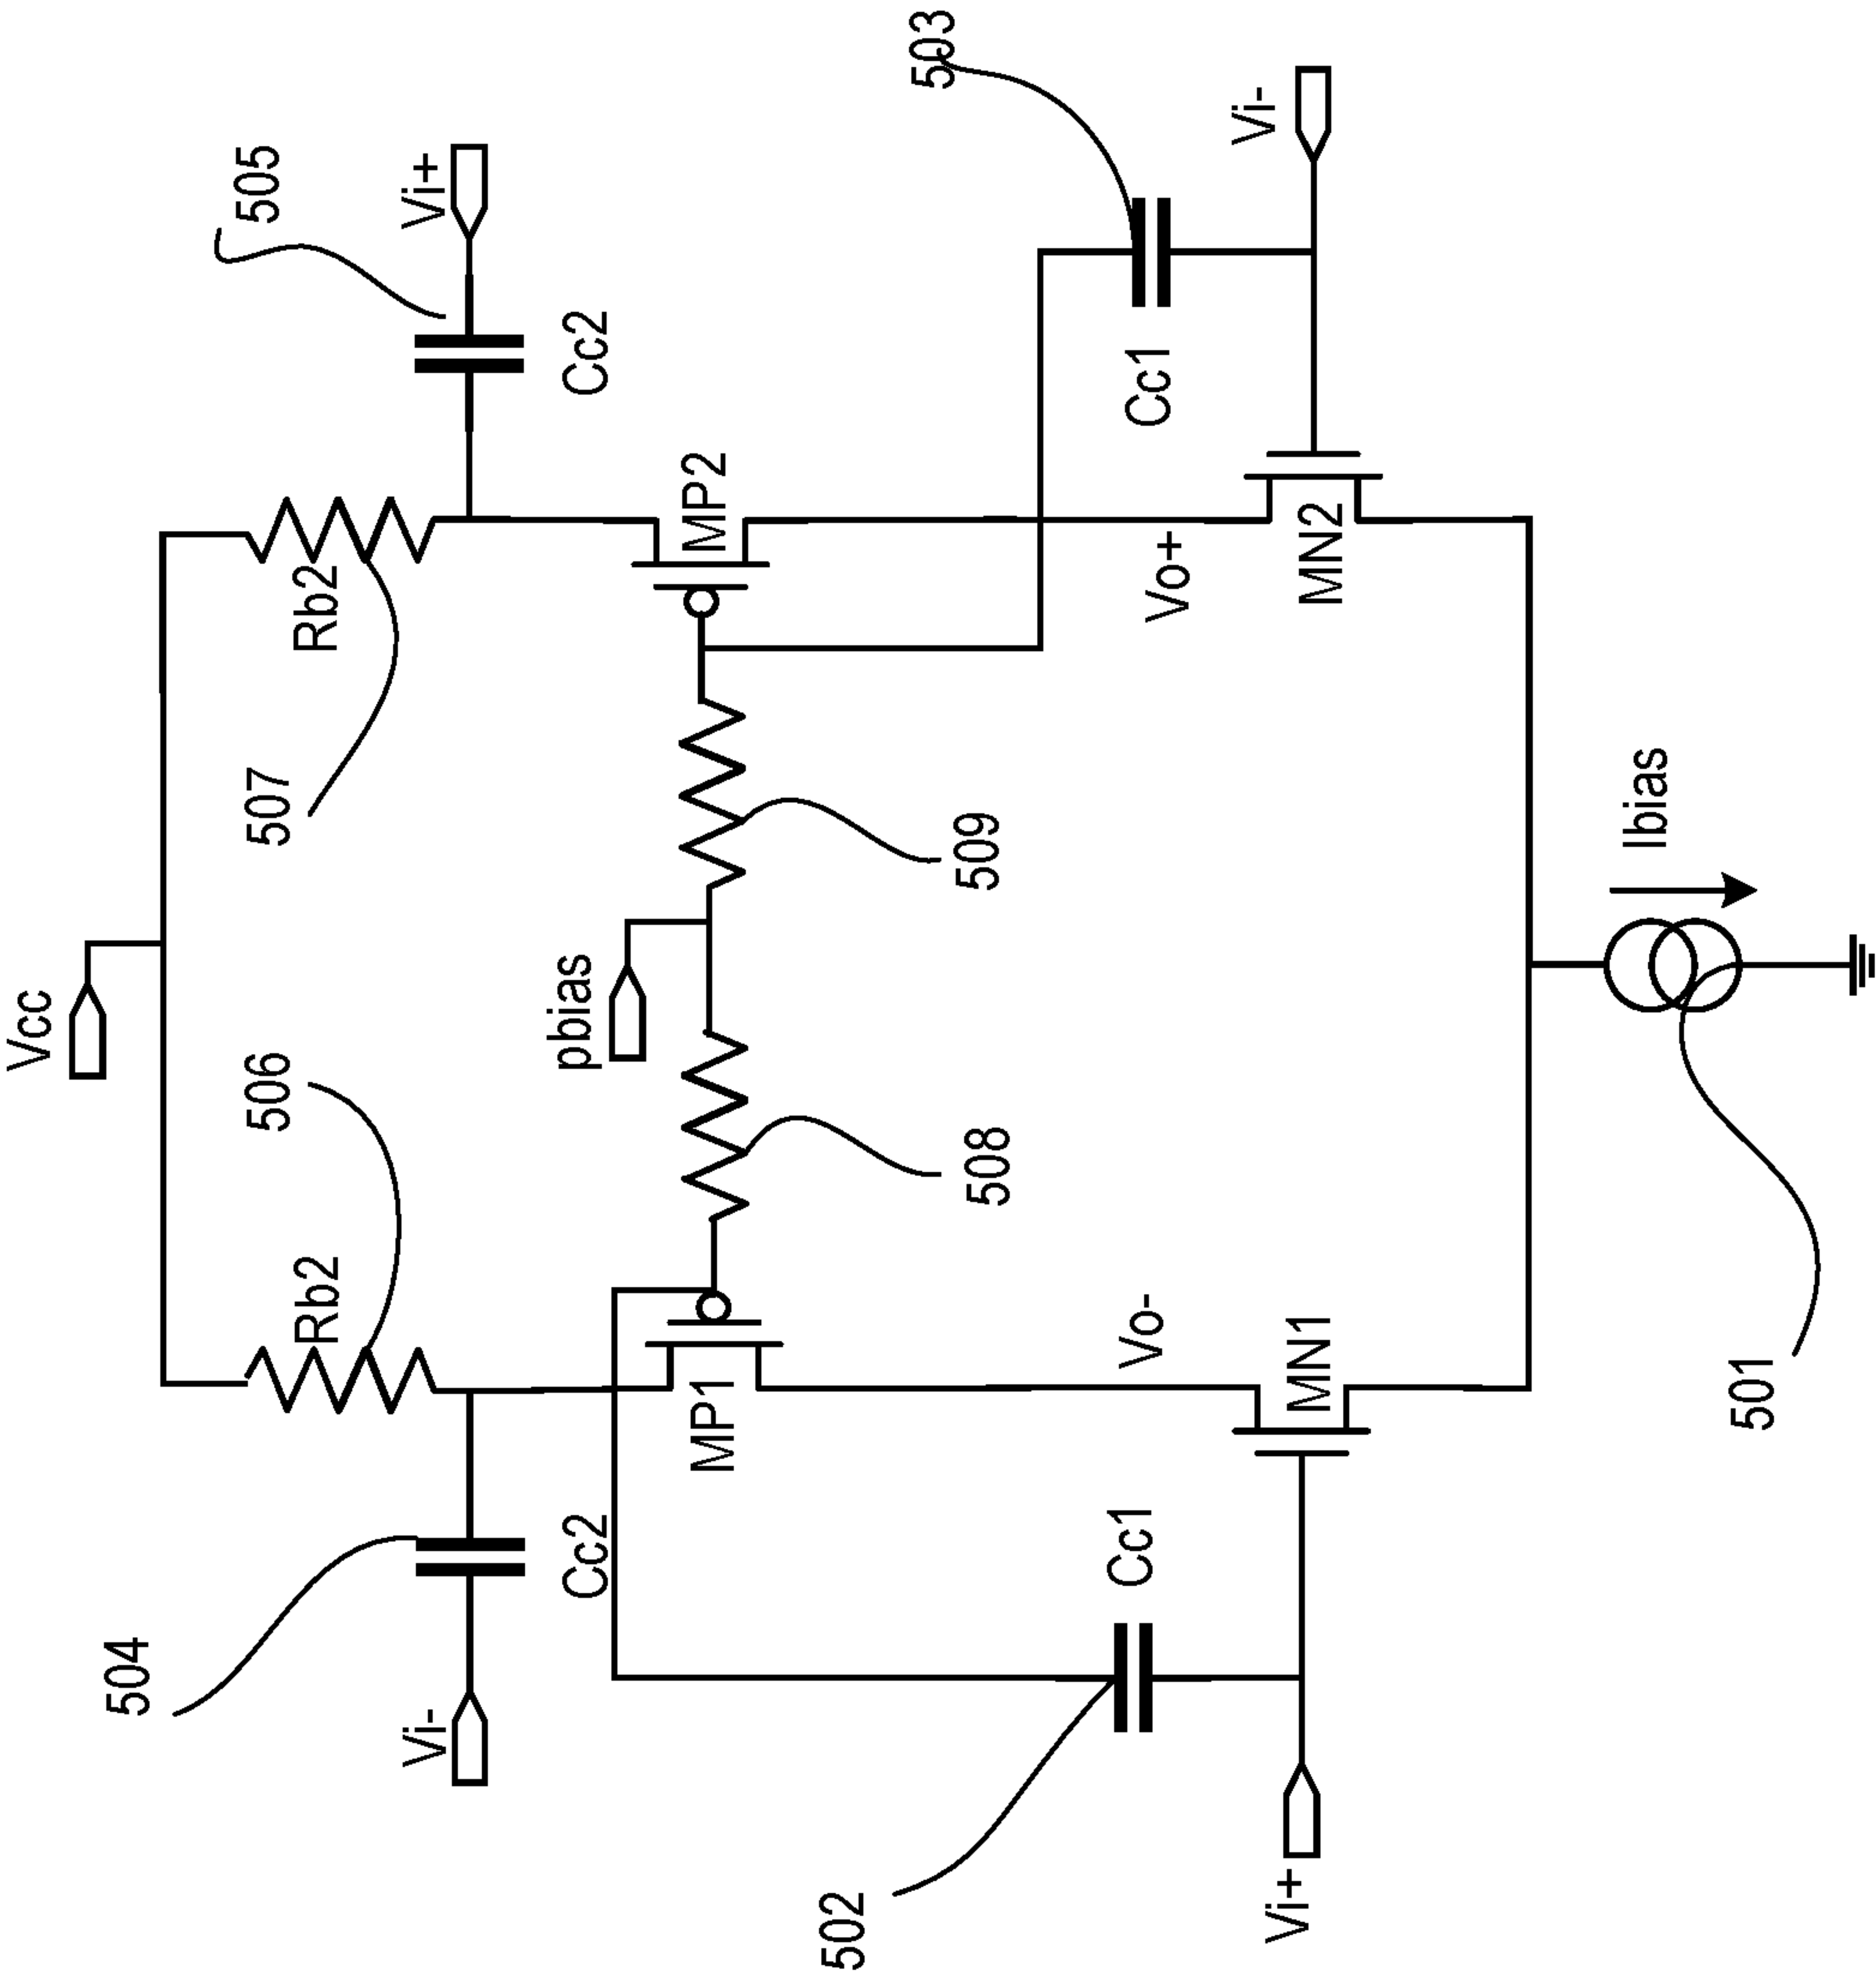 Vcc
506
507
504
505
Rb2
Rb2
Vi-
Vi+
Cc2
Cc2
pbias
MP1
MP2
508
509
502
503
Cc1
Cc1
Vo-
Vo+
Vi+
Vi-
MN1
MN2
Ibias
501